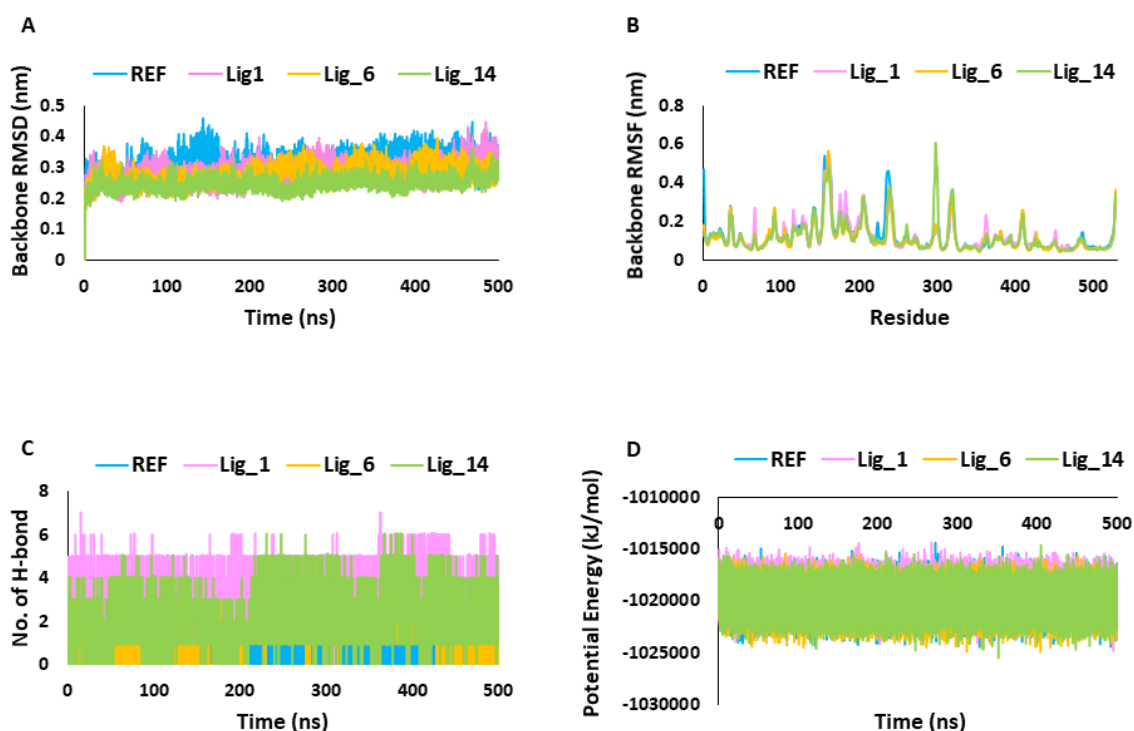 A
REF Lig1 Lig_6 Lig_14
Backbone RMSD (nm)
0.5
0.4
0.3
0.2
0.1
0
0 100 200 300 400 500
Time (ns)
B
REF Lig_1 Lig_6 Lig_14
Backbone RMSF (nm)
0.8
0.6
0.4
0.2
0
0 100 200 300 400 500
Residue
C
REF Lig_1 Lig_6 Lig_14
No. of H-bond
8
6
4
2
0
0 100 200 300 400 500
Time (ns)
D
REF Lig_1 Lig_6 Lig_14
Potential Energy (kJ/mol)
-1010000
-1015000
-1020000
-1025000
-1030000
0 100 200 300 400 500
Time (ns)